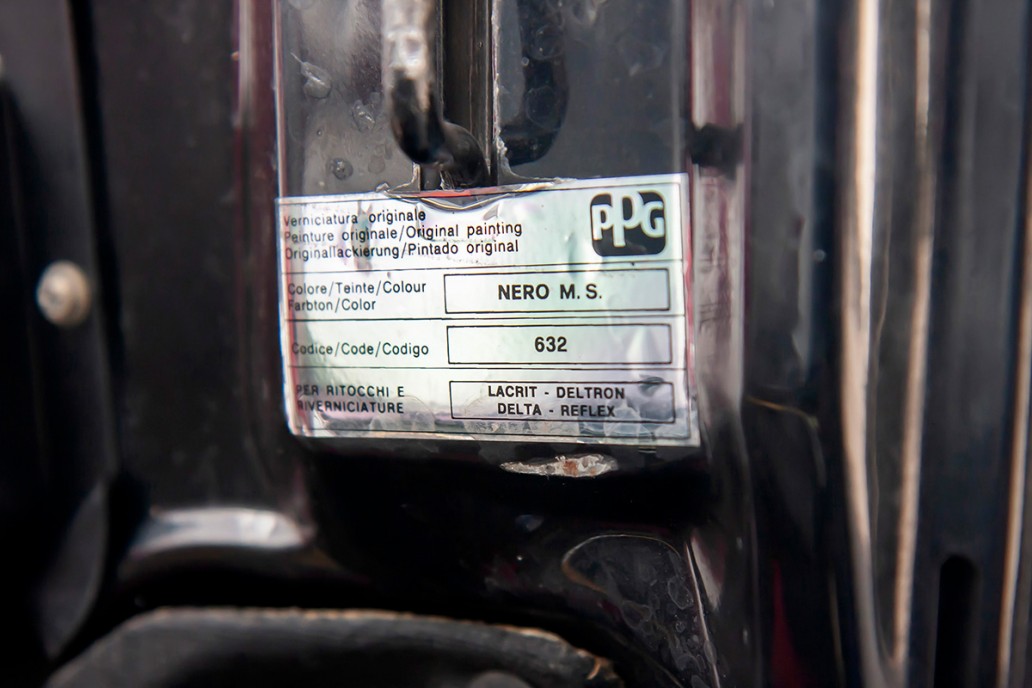 Verniciatura originale
Peinture originale/Original painting
Originallackierung/Pintado original
PPG
Colore/Teinte/Colour
Farbton/Color
NERO M. S.
Codice/Code/Codigo
632
PER RITOCCHI E
RIVERNICIATURE
LACRIT - DELTRON
DELTA - REFLEX